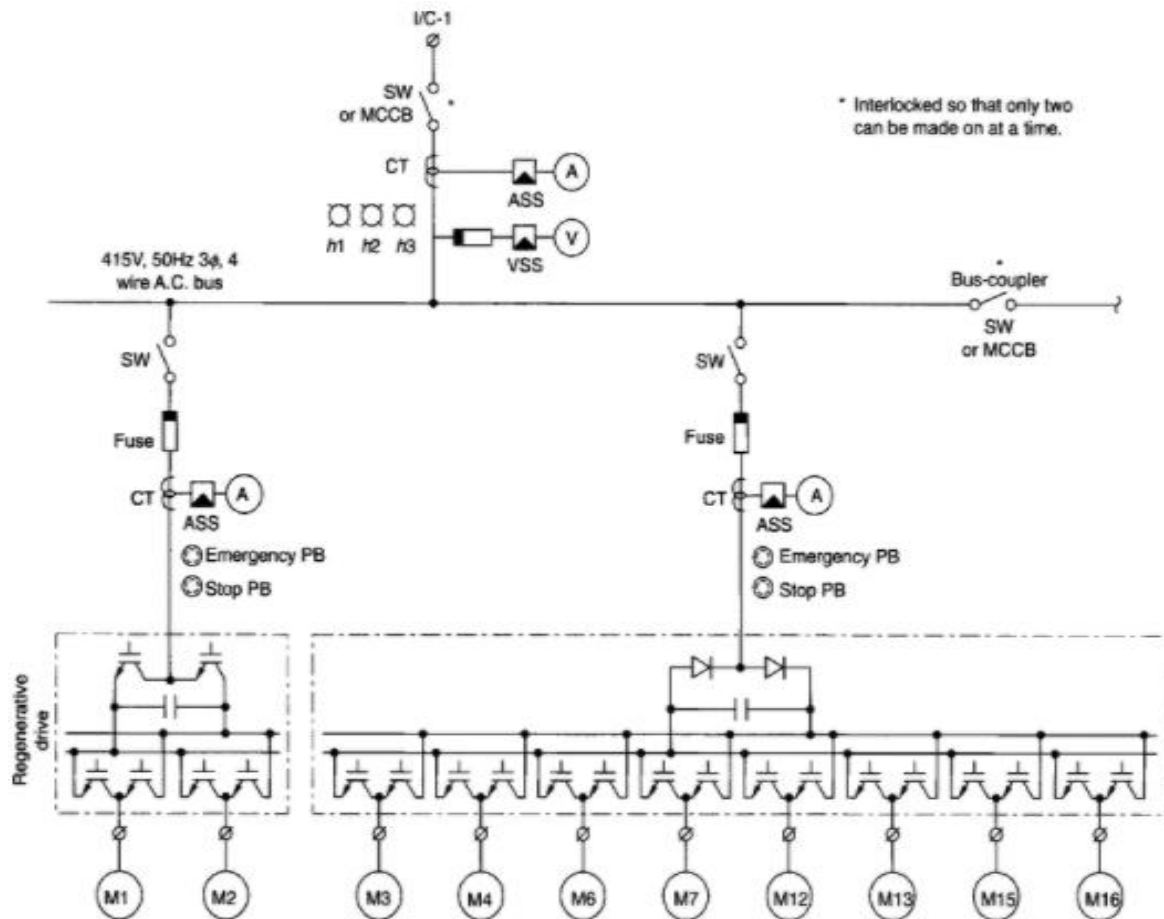 I/C-1
SW
or MCCB
*
* Interlocked so that only two
can be made on at a time.
CT
A
ASS
h1 h2 h3
V
VSS
415V, 50Hz 3ϕ, 4
wire A.C. bus
*
Bus-coupler
SW
or MCCB
SW
SW
Fuse
Fuse
CT
A
ASS
CT
A
ASS
Emergency PB
Stop PB
Emergency PB
Stop PB
Regenerative
drive
M1 M2 M3 M4 M6 M7 M12 M13 M15 M16